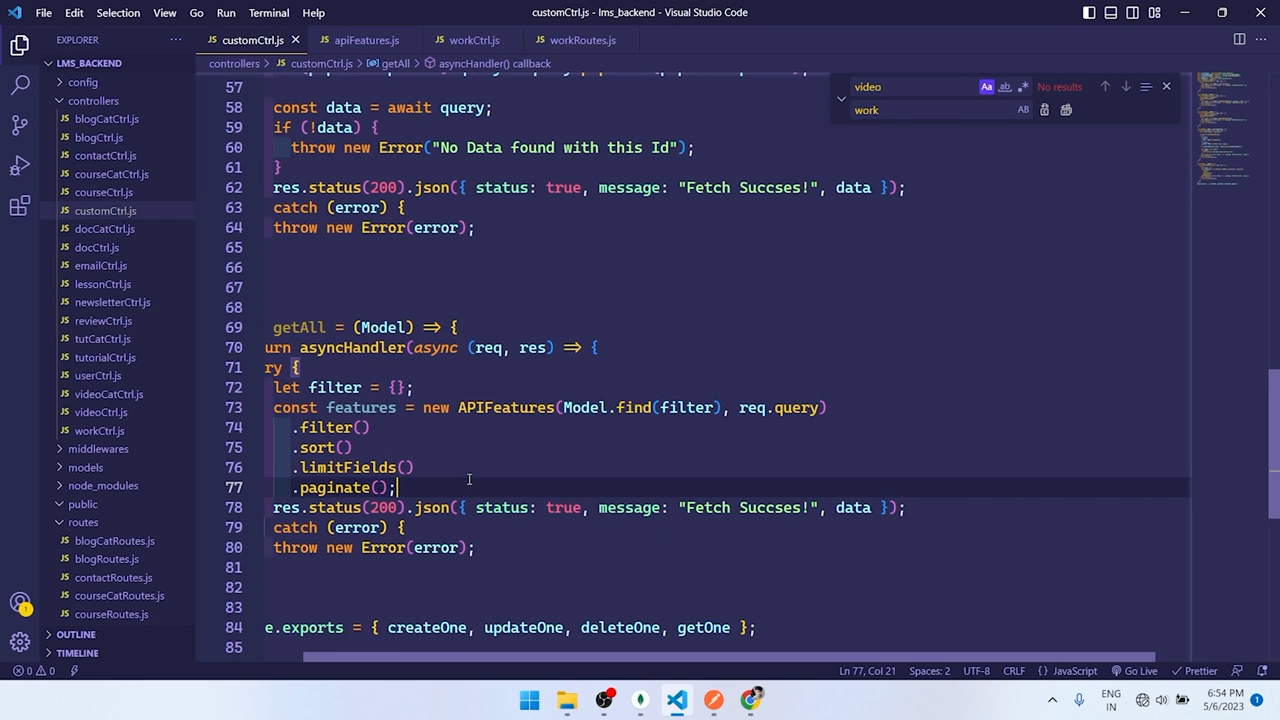 File Edit Selection View Go Run Terminal Help
customCtrl.js - lms_backend - Visual Studio Code
EXPLORER
customCtrl.js
apiFeatures.js
workCtrl.js
workRoutes.js
LMS_BACKEND
controllers > customCtrl.js > getAll > asyncHandler() callback
config
controllers
blogCatCtrl.js
blogCtrl.js
contactCtrl.js
courseCatCtrl.js
courseCtrl.js
customCtrl.js
docCatCtrl.js
docCtrl.js
emailCtrl.js
lessonCtrl.js
newsletterCtrl.js
reviewCtrl.js
tutCatCtrl.js
tutorialCtrl.js
userCtrl.js
videoCatCtrl.js
videoCtrl.js
workCtrl.js
middlewares
models
node_modules
public
routes
blogCatRoutes.js
blogRoutes.js
contactRoutes.js
courseCatRoutes.js
courseRoutes.js
OUTLINE
TIMELINE
video Aa ab .* No results
work AB
57
58 const data = await query;
59 if (!data) {
60 throw new Error("No Data found with this Id");
61 }
62 res.status(200).json({ status: true, message: "Fetch Succses!", data });
63 catch (error) {
64 throw new Error(error);
65
66
67
68
69 getAll = (Model) => {
70 urn asyncHandler(async (req, res) => {
71 ry {
72 let filter = {};
73 const features = new APIFeatures(Model.find(filter), req.query)
74 .filter()
75 .sort()
76 .limitFields()
77 .paginate();
78 res.status(200).json({ status: true, message: "Fetch Succses!", data });
79 catch (error) {
80 throw new Error(error);
81
82
83
84 e.exports = { createOne, updateOne, deleteOne, getOne };
85
0 0
Ln 77, Col 21 Spaces: 2 UTF-8 CRLF {} JavaScript Go Live Prettier
ENG
IN
6:54 PM
5/6/2023
1
1